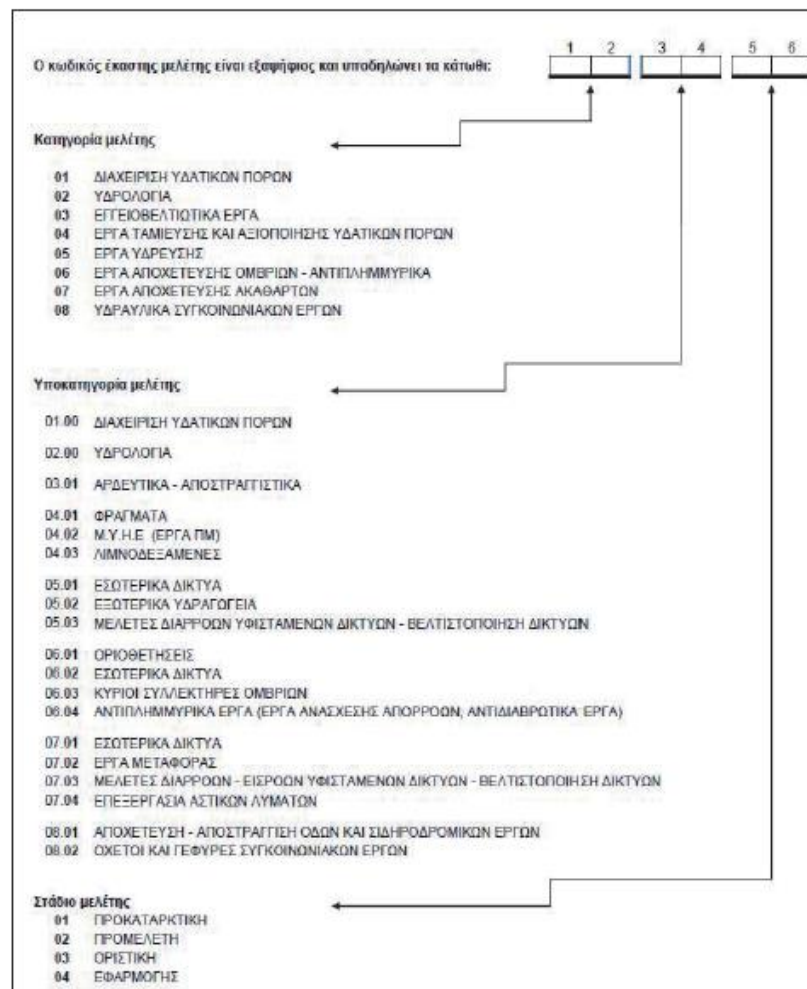 1 2 3 4 5 6
Ο κωδικός έκαστης μελέτης είναι εξαψήφιος και υποδηλώνει τα κάτωθι:
Κατηγορία μελέτης
01 ΔΙΑΧΕΙΡΙΣΗ ΥΔΑΤΙΚΩΝ ΠΟΡΩΝ
02 ΥΔΡΟΛΟΓΙΑ
03 ΕΓΓΕΙΟΒΕΛΤΙΩΤΙΚΑ ΕΡΓΑ
04 ΕΡΓΑ ΤΑΜΙΕΥΣΗΣ ΚΑΙ ΑΞΙΟΠΟΙΗΣΗΣ ΥΔΑΤΙΚΩΝ ΠΟΡΩΝ
05 ΕΡΓΑ ΥΔΡΕΥΣΗΣ
06 ΕΡΓΑ ΑΠΟΧΕΤΕΥΣΗΣ ΟΜΒΡΙΩΝ - ΑΝΤΙΠΛΗΜΜΥΡΙΚΑ
07 ΕΡΓΑ ΑΠΟΧΕΤΕΥΣΗΣ ΑΚΑΘΑΡΤΩΝ
08 ΥΔΡΑΥΛΙΚΑ ΣΥΓΚΟΙΝΩΝΙΑΚΩΝ ΕΡΓΩΝ
Υποκατηγορία μελέτης
01.00 ΔΙΑΧΕΙΡΙΣΗ ΥΔΑΤΙΚΩΝ ΠΟΡΩΝ
02.00 ΥΔΡΟΛΟΓΙΑ
03.01 ΑΡΔΕΥΤΙΚΑ - ΑΠΟΣΤΡΑΓΓΙΣΤΙΚΑ
04.01 ΦΡΑΓΜΑΤΑ
04.02 Μ.Υ.Η.Ε (ΕΡΓΑ ΠΜ)
04.03 ΛΙΜΝΟΔΕΞΑΜΕΝΕΣ
05.01 ΕΣΩΤΕΡΙΚΑ ΔΙΚΤΥΑ
05.02 ΕΞΩΤΕΡΙΚΑ ΥΔΡΑΓΩΓΕΙΑ
05.03 ΜΕΛΕΤΕΣ ΔΙΑΡΡΟΩΝ ΥΦΙΣΤΑΜΕΝΩΝ ΔΙΚΤΥΩΝ - ΒΕΛΤΙΣΤΟΠΟΙΗΣΗ ΔΙΚΤΥΩΝ
06.01 ΟΡΙΟΘΕΤΗΣΕΙΣ
06.02 ΕΣΩΤΕΡΙΚΑ ΔΙΚΤΥΑ
06.03 ΚΥΡΙΟΙ ΣΥΛΛΕΚΤΗΡΕΣ ΟΜΒΡΙΩΝ
06.04 ΑΝΤΙΠΛΗΜΜΥΡΙΚΑ ΕΡΓΑ (ΕΡΓΑ ΑΝΑΣΧΕΣΗΣ ΑΠΟΡΡΟΩΝ, ΑΝΤΙΔΙΑΒΡΩΤΙΚΑ ΕΡΓΑ)
07.01 ΕΣΩΤΕΡΙΚΑ ΔΙΚΤΥΑ
07.02 ΕΡΓΑ ΜΕΤΑΦΟΡΑΣ
07.03 ΜΕΛΕΤΕΣ ΔΙΑΡΡΟΩΝ - ΕΙΣΡΟΩΝ ΥΦΙΣΤΑΜΕΝΩΝ ΔΙΚΤΥΩΝ - ΒΕΛΤΙΣΤΟΠΟΙΗΣΗ ΔΙΚΤΥΩΝ
07.04 ΕΠΕΞΕΡΓΑΣΙΑ ΑΣΤΙΚΩΝ ΛΥΜΑΤΩΝ
08.01 ΑΠΟΧΕΤΕΥΣΗ - ΑΠΟΣΤΡΑΓΓΙΣΗ ΟΔΩΝ ΚΑΙ ΣΙΔΗΡΟΔΡΟΜΙΚΩΝ ΕΡΓΩΝ
08.02 ΟΧΕΤΟΙ ΚΑΙ ΓΕΦΥΡΕΣ ΣΥΓΚΟΙΝΩΝΙΑΚΩΝ ΕΡΓΩΝ
Στάδιο μελέτης
01 ΠΡΟΚΑΤΑΡΚΤΙΚΗ
02 ΠΡΟΜΕΛΕΤΗ
03 ΟΡΙΣΤΙΚΗ
04 ΕΦΑΡΜΟΓΗΣ